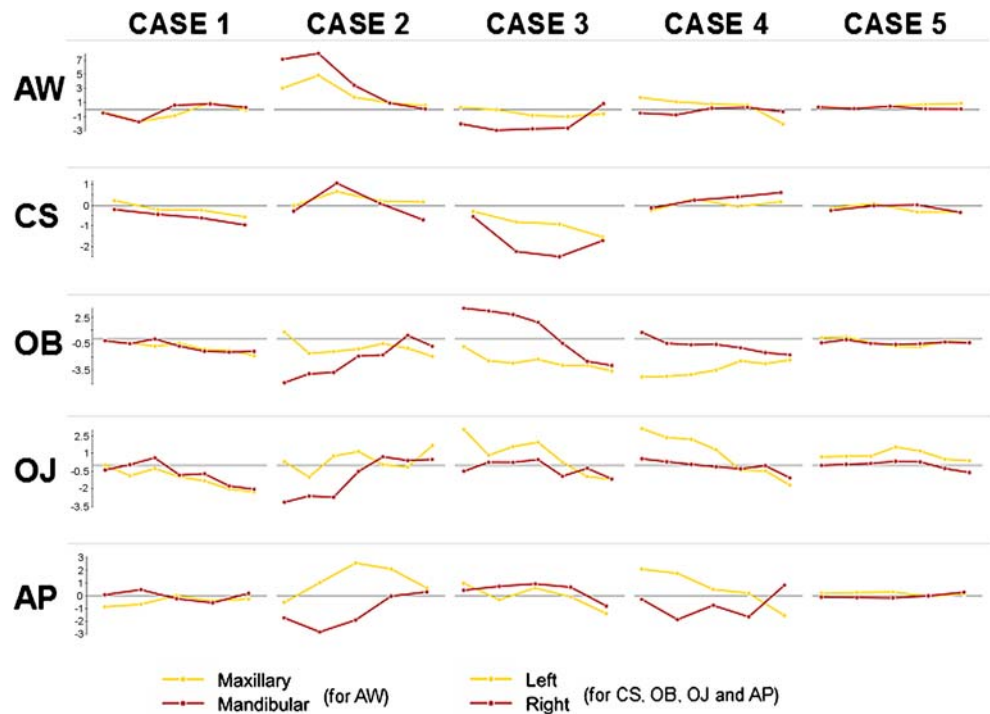 CASE 1 CASE 2 CASE 3 CASE 4 CASE 5
AW
7
5
3
1
-1
-3
CS
1
0
-1
-2
OB
2.5
-0.5
-3.5
OJ
2.5
1
-0.5
-2
-3.5
AP
3
2
1
0
-1
-2
-3
Maxillary
Mandibular (for AW)
Left
Right (for CS, OB, OJ and AP)